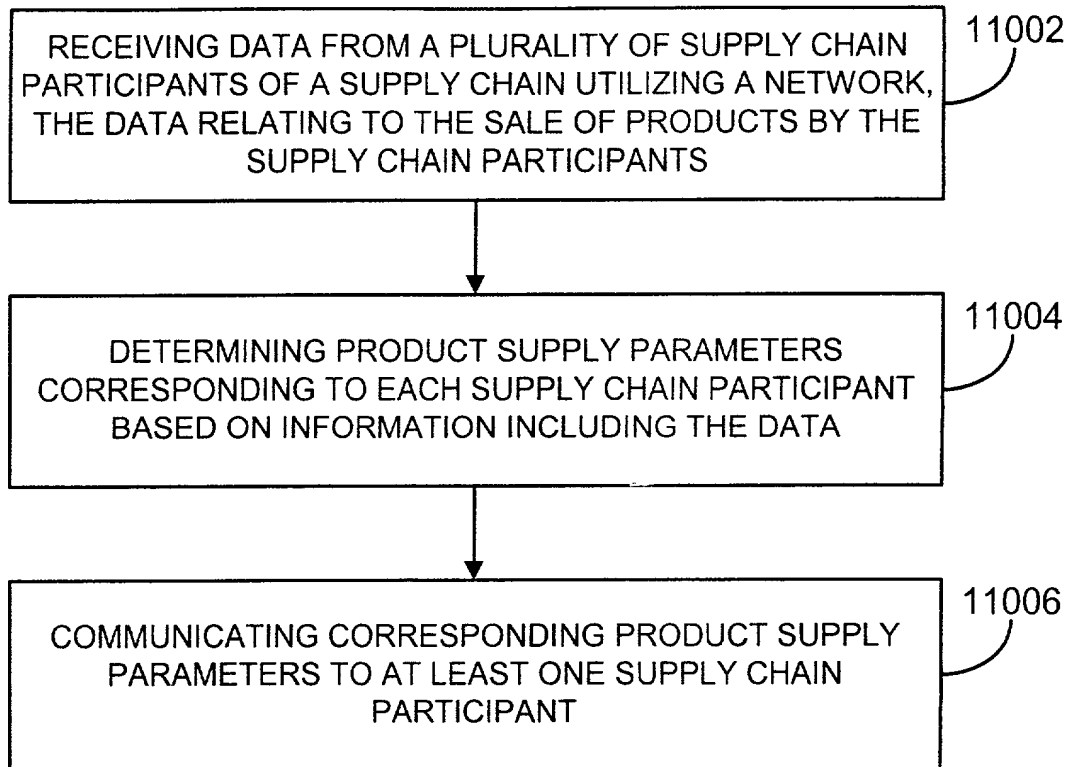 RECEIVING DATA FROM A PLURALITY OF SUPPLY CHAIN
PARTICIPANTS OF A SUPPLY CHAIN UTILIZING A NETWORK,
THE DATA RELATING TO THE SALE OF PRODUCTS BY THE
SUPPLY CHAIN PARTICIPANTS
11002
DETERMINING PRODUCT SUPPLY PARAMETERS
CORRESPONDING TO EACH SUPPLY CHAIN PARTICIPANT
BASED ON INFORMATION INCLUDING THE DATA
11004
COMMUNICATING CORRESPONDING PRODUCT SUPPLY
PARAMETERS TO AT LEAST ONE SUPPLY CHAIN
PARTICIPANT
11006